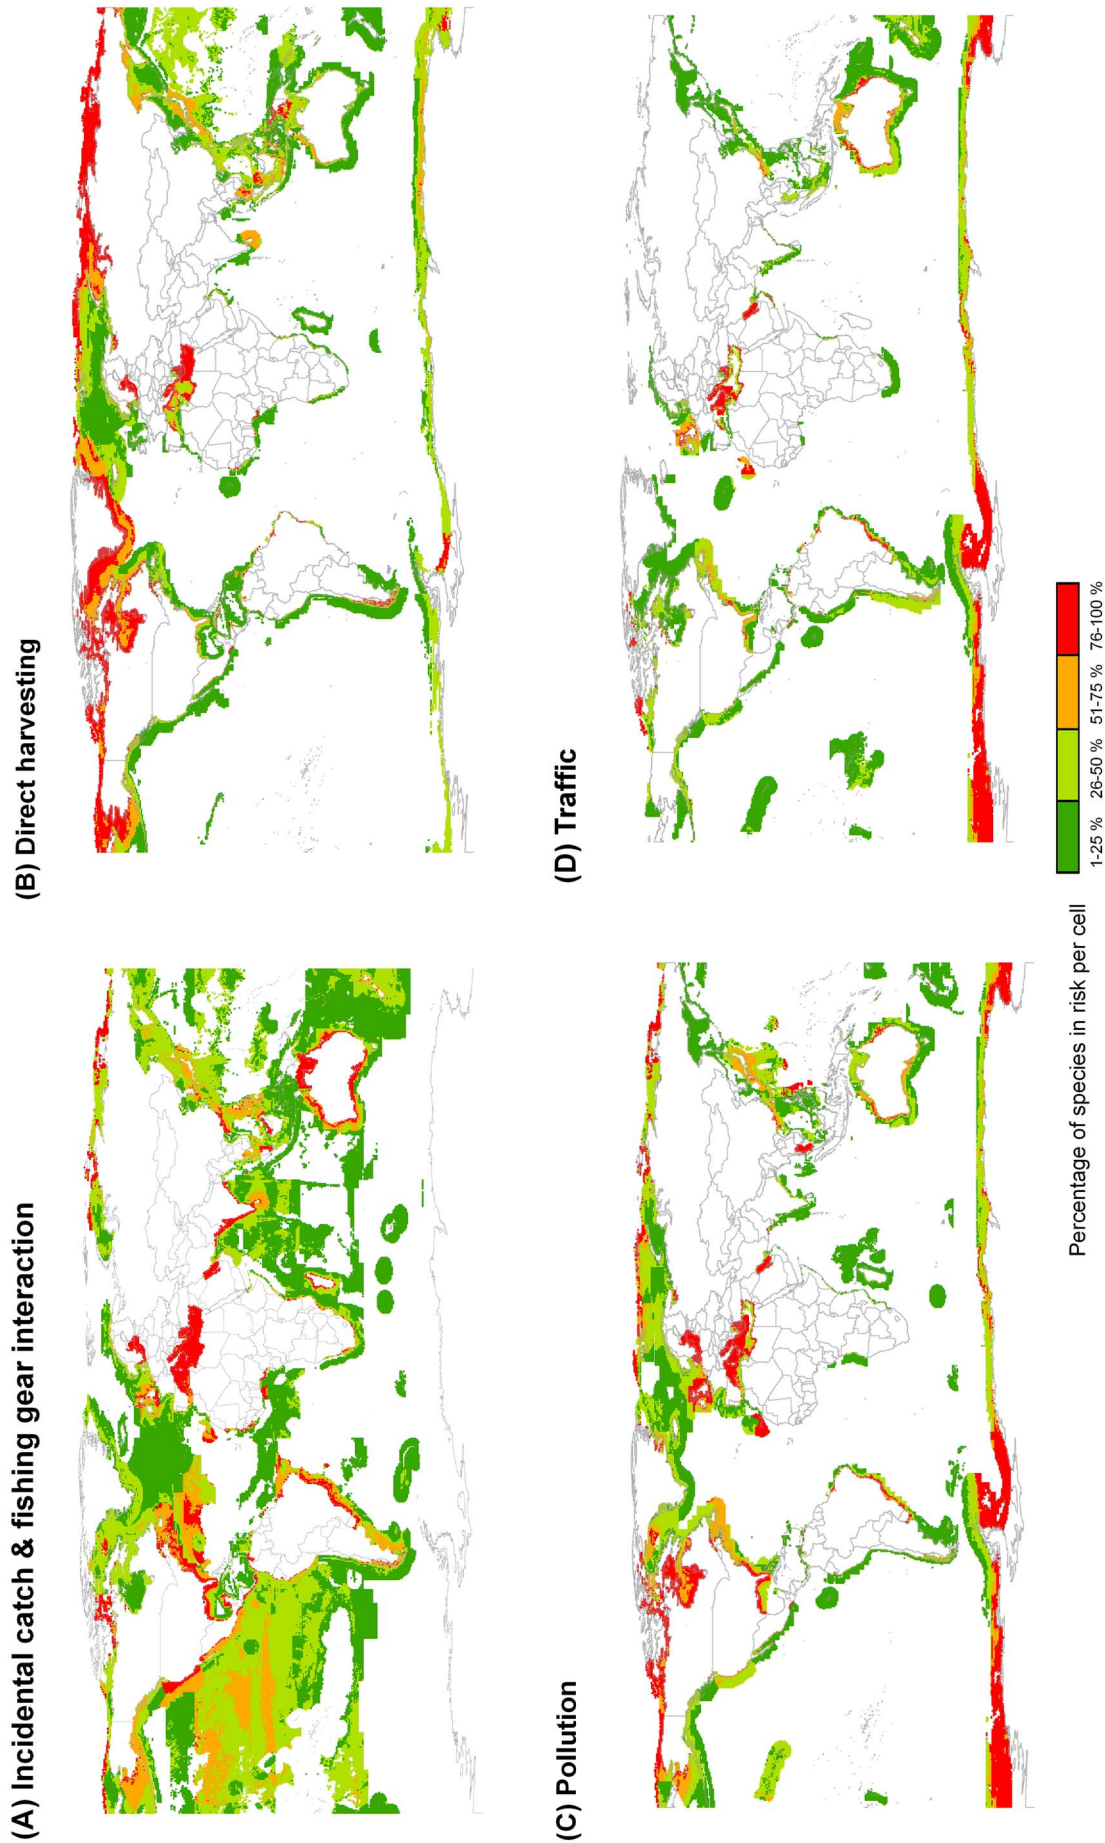 (A) Incidental catch & fishing gear interaction
(B) Direct harvesting
(C) Pollution
(D) Traffic
Percentage of species in risk per cell
1-25 %
26-50 %
51-75 %
76-100 %